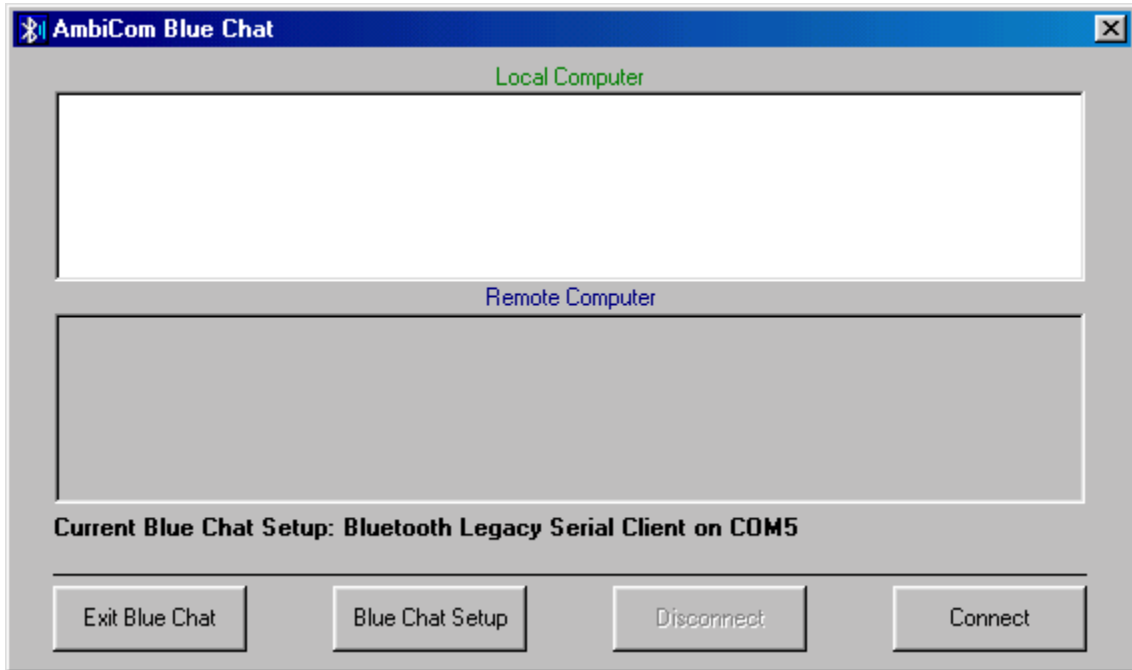 AmbiCom Blue Chat
Local Computer
Remote Computer
Current Blue Chat Setup: Bluetooth Legacy Serial Client on COM5
Exit Blue Chat Blue Chat Setup Disconnect Connect